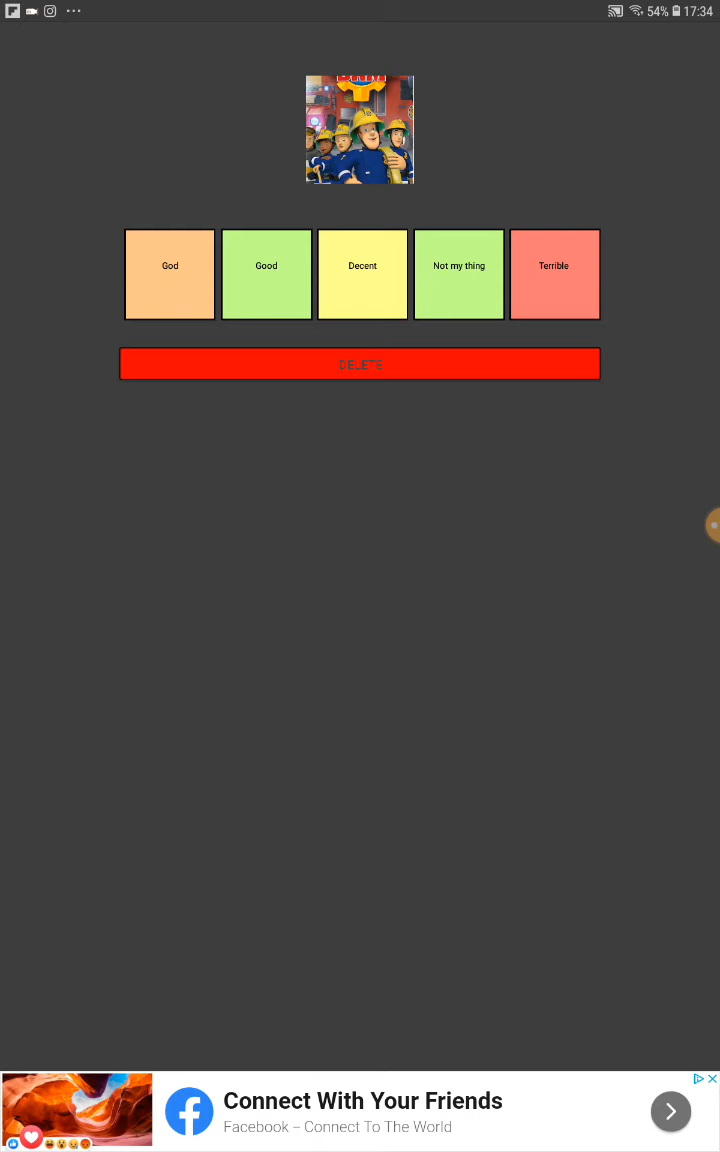 54% 17:34
SAM
God
Good
Decent
Not my thing
Terrible
DELETE
Connect With Your Friends
Facebook – Connect To The World